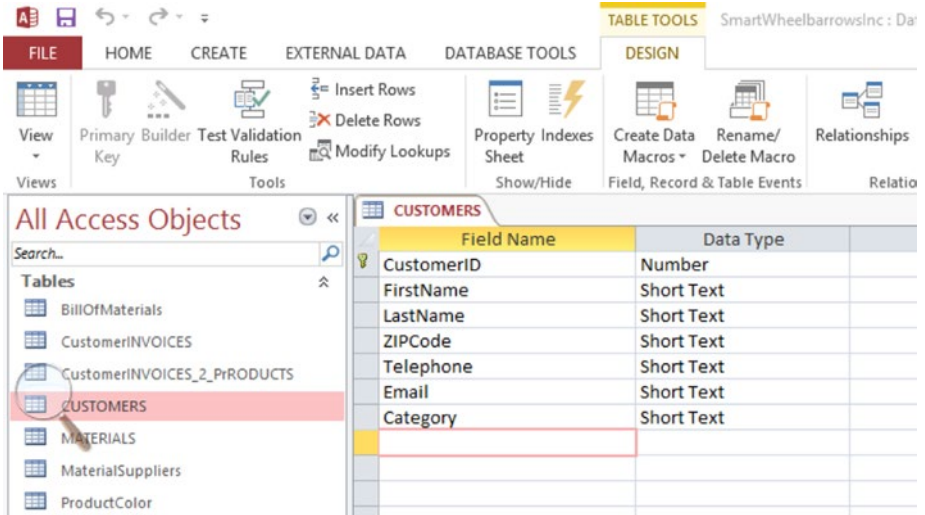 TABLE TOOLS SmartWheelbarrowsInc : Da
FILE HOME CREATE EXTERNAL DATA DATABASE TOOLS DESIGN
View
Primary Key
Builder
Test Validation Rules
Insert Rows
Delete Rows
Modify Lookups
Property Sheet
Indexes
Create Data Macros
Rename/ Delete Macro
Relationships
Views Tools Show/Hide Field, Record & Table Events Relatio
All Access Objects
Search...
Tables
BillOfMaterials
CustomerINVOICES
CustomerINVOICES_2_PrRODUCTS
CUSTOMERS
MATERIALS
MaterialSuppliers
ProductColor
CUSTOMERS
Field Name Data Type
CustomerID Number
FirstName Short Text
LastName Short Text
ZIPCode Short Text
Telephone Short Text
Email Short Text
Category Short Text